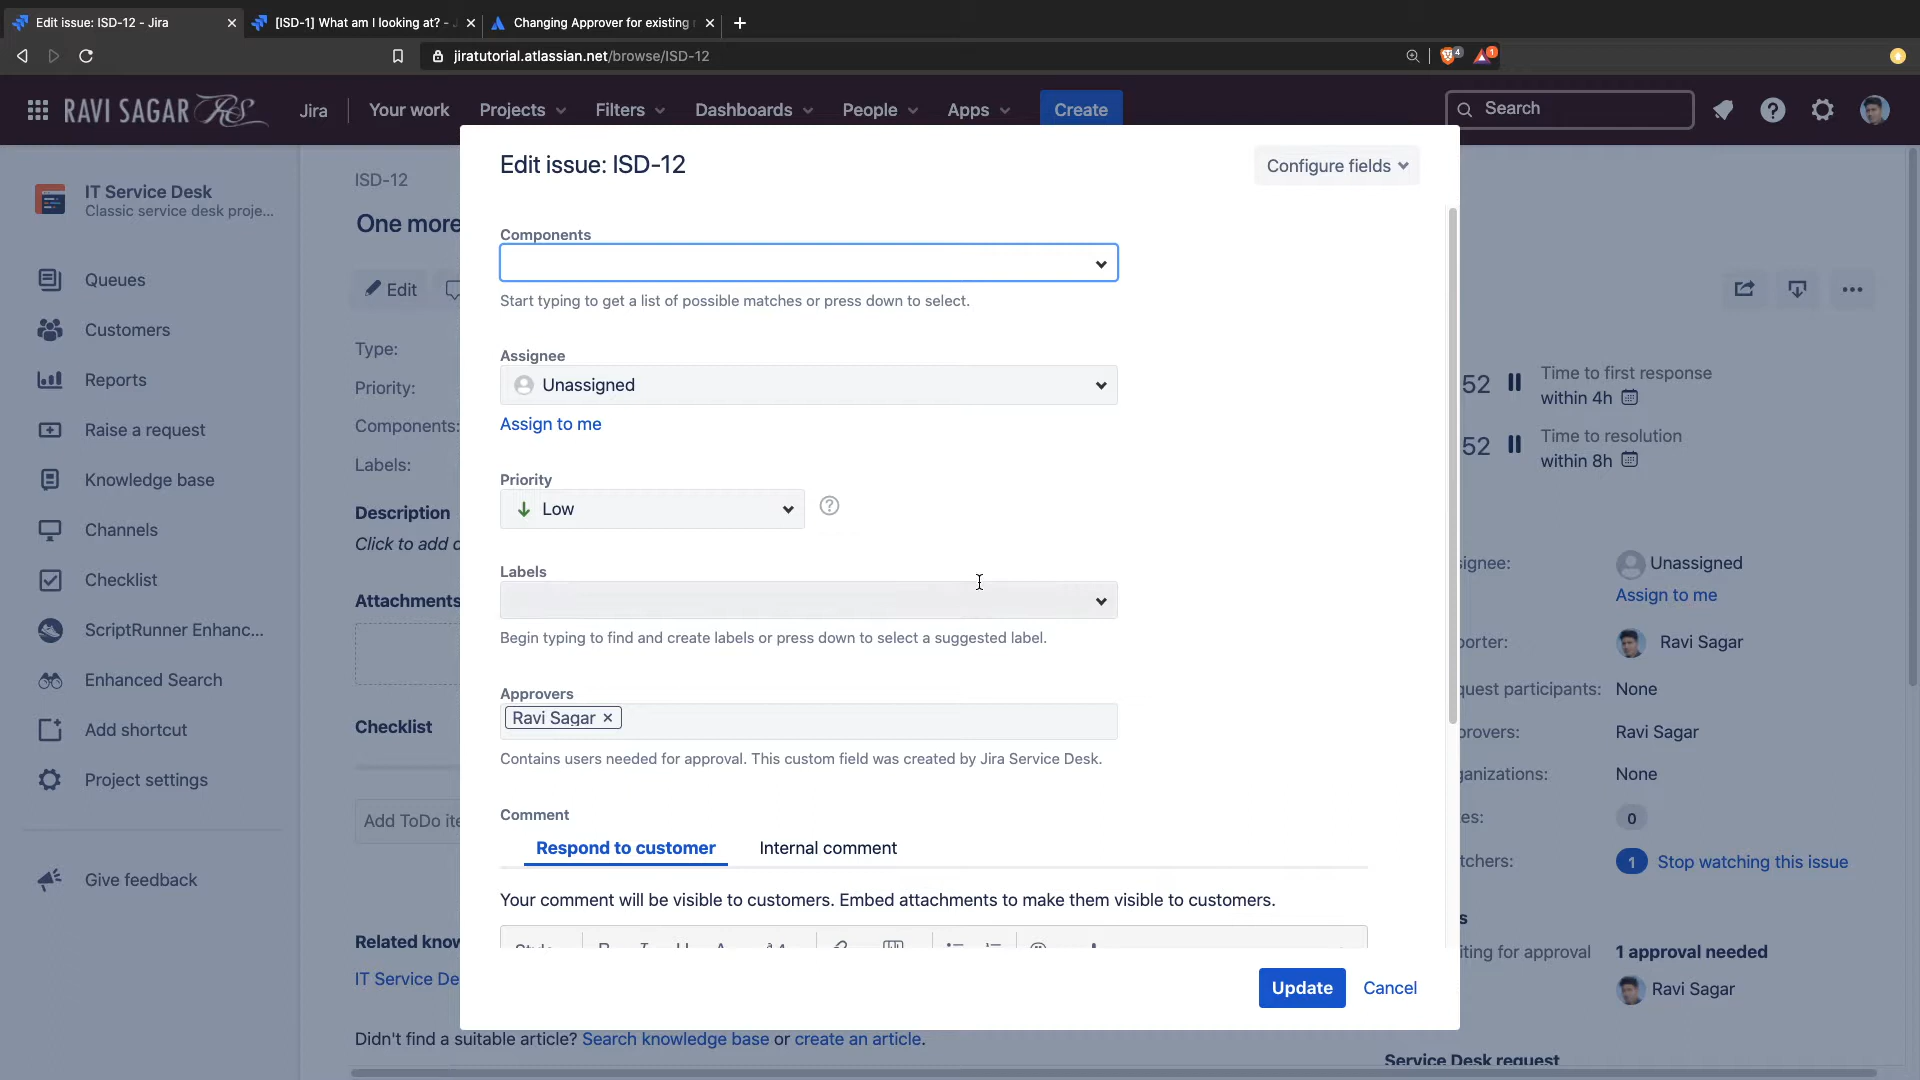 Edit issue: ISD-12 - Jira
[ISD-1] What am I looking at? -
Changing Approver for existing
jiratutorial.atlassian.net/browse/ISD-12
4
1
RAVI SAGAR RS
Jira
Your work
Projects
Filters
Dashboards
People
Apps
Create
Search
IT Service Desk
Classic service desk proje...
Queues
Customers
Reports
Raise a request
Knowledge base
Channels
Checklist
ScriptRunner Enhanc...
Enhanced Search
Add shortcut
Project settings
Give feedback
ISD-12
One more
Edit
Type:
Priority:
Components:
Labels:
Description
Click to add
Attachments
Checklist
Add ToDo ite
Related know
IT Service De
Didn't find a suitable article? Search knowledge base or create an article.
Edit issue: ISD-12
Configure fields
Components
Start typing to get a list of possible matches or press down to select.
Assignee
Unassigned
Assign to me
Priority
Low
Labels
Begin typing to find and create labels or press down to select a suggested label.
Approvers
Ravi Sagar ×
Contains users needed for approval. This custom field was created by Jira Service Desk.
Comment
Respond to customer
Internal comment
Your comment will be visible to customers. Embed attachments to make them visible to customers.
Style
Update
Cancel
52
Time to first response
within 4h
52
Time to resolution
within 8h
ignee:
Unassigned
Assign to me
porter:
Ravi Sagar
quest participants:
None
provers:
Ravi Sagar
ganizations:
None
es:
0
tchers:
1
Stop watching this issue
s
iting for approval
1 approval needed
Ravi Sagar
Service Desk request